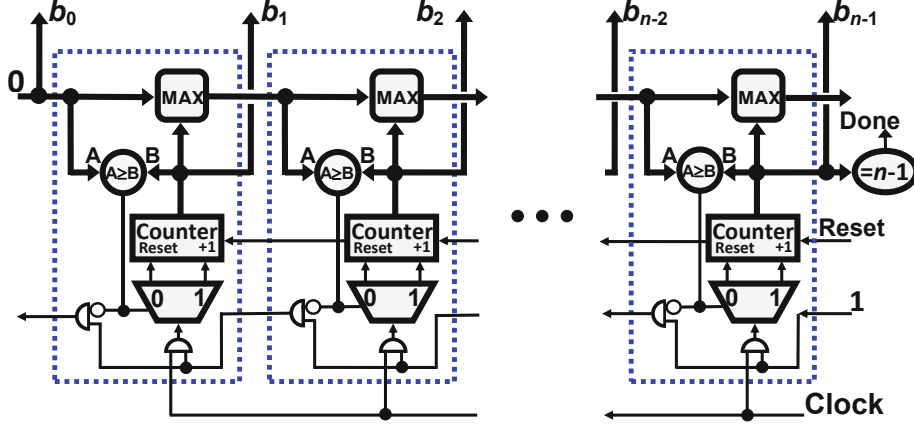 b0 b1 b2 bn-2 bn-1
0 MAX MAX MAX
Done
A B A B A B
A≥B A≥B A≥B =n-1
Counter Counter Counter Reset
Reset +1 Reset +1 Reset +1
0 1 0 1 0 1 1
Clock